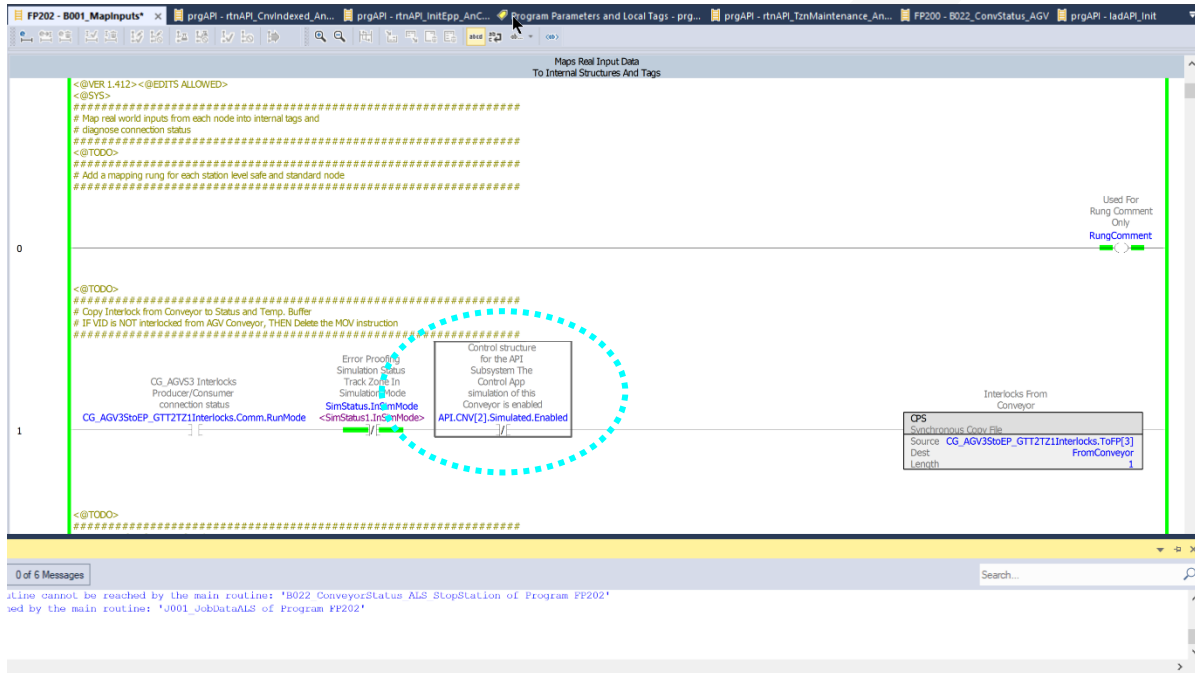 FP202 - B001_MapInputs*
prgAPI - rtnAPI_CnvIndexed_An...
prgAPI - rtnAPI_InitEpp_AnC...
Program Parameters and Local Tags - prg...
prgAPI - rtnAPI_TznMaintenance_An...
FP200 - B022_ConvStatus_AGV
prgAPI - ladAPI_Init
Maps Real Input Data
To Internal Structures And Tags
<@VER 1.412><@EDITS ALLOWED>
<@SYS>
################################################################
# Map real world inputs from each node into internal tags and
# diagnose connection status
################################################################
<@TODO>
################################################################
# Add a mapping rung for each station level safe and standard node
################################################################
Used For
Rung Comment
Only
RungComment
0
<@TODO>
################################################################
# Copy Interlock from Conveyor to Status and Temp. Buffer
# IF VID is NOT interlocked from AGV Conveyor, THEN Delete the MOV instruction
################################################################
CG_AGVS3 Interlocks
Producer/Consumer
connection status
CG_AGV3StoEP_GTT2TZ1Interlocks.Comm.RunMode
Error Proofing
Simulation Status
Track Zone In
Simulation Mode
SimStatus.InSimMode
<SimStatus1.InSimMode>
Control structure
for the API
Subsystem The
Control App
simulation of this
Conveyor is enabled
API.CNV[2].Simulated.Enabled
Interlocks From
Conveyor
CPS
Synchronous Copy File
Source CG_AGV3StoEP_GTT2TZ1Interlocks.ToFP[3]
Dest FromConveyor
Length 1
1
<@TODO>
################################################################
0 of 6 Messages
Search...
utine cannot be reached by the main routine: 'B022_ConveyorStatus_ALS_StopStation of Program FP202'
hed by the main routine: 'J001_JobDataALS of Program FP202'